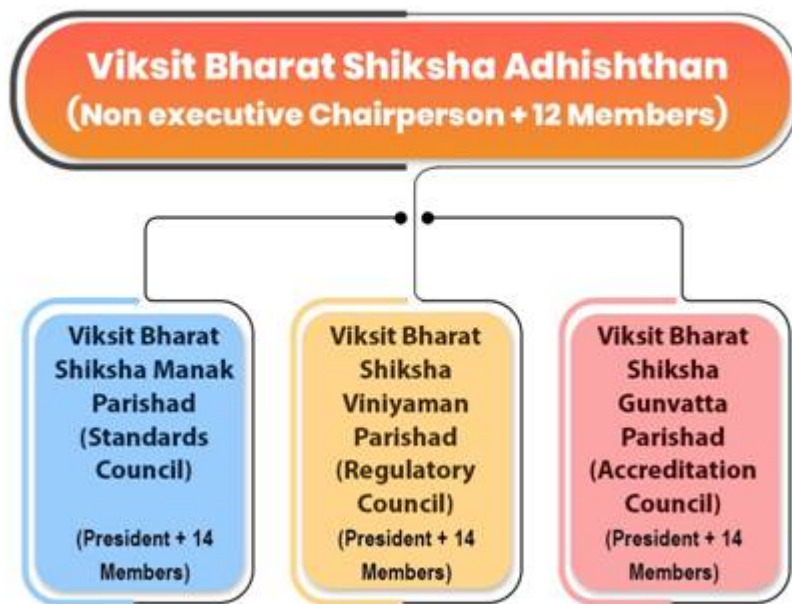 Viksit Bharat Shiksha Adhishthan
(Non executive Chairperson + 12 Members)
Viksit Bharat
Shiksha Manak
Parishad
(Standards
Council)
(President + 14
Members)
Viksit Bharat
Shiksha
Viniyaman
Parishad
(Regulatory
Council)
(President + 14
Members)
Viksit Bharat
Shiksha
Gunvatta
Parishad
(Accreditation
Council)
(President + 14
Members)